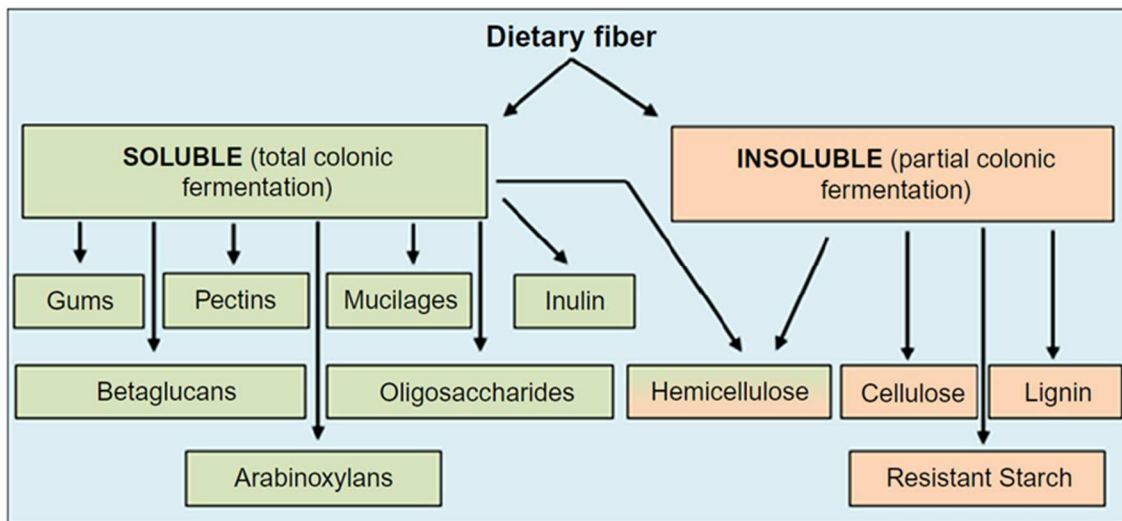 Dietary fiber
SOLUBLE (total colonic
fermentation)
INSOLUBLE (partial colonic
fermentation)
Gums
Pectins
Mucilages
Inulin
Betaglucans
Oligosaccharides
Hemicellulose
Cellulose
Lignin
Arabinoxylans
Resistant Starch